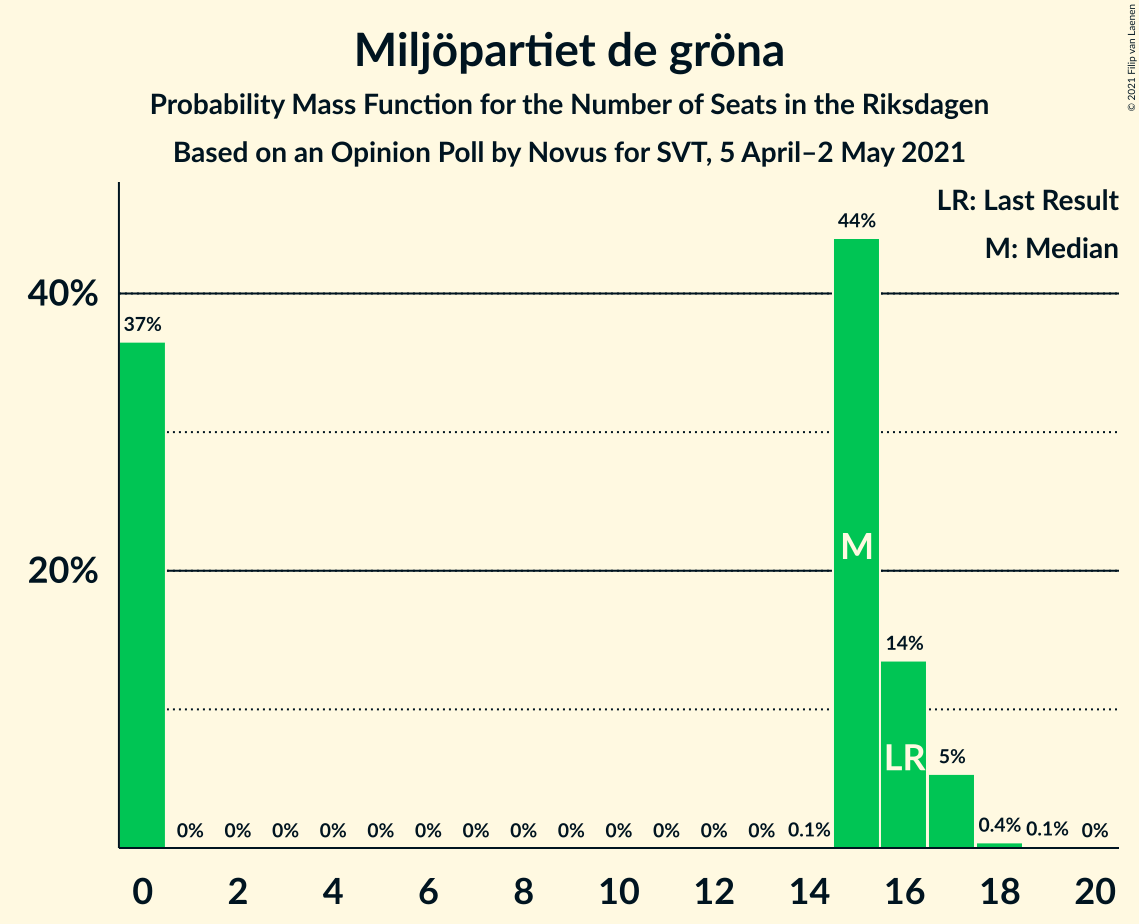 Miljöpartiet de gröna
Probability Mass Function for the Number of Seats in the Riksdagen
Based on an Opinion Poll by Novus for SVT, 5 April–2 May 2021
© 2021 Filip van Laenen
LR: Last Result
M: Median
44%
40%
37%
M
20%
14%
LR
5%
0% 0% 0% 0% 0% 0% 0% 0% 0% 0% 0% 0% 0% 0.1% 0.4% 0.1% 0%
0 2 4 6 8 10 12 14 16 18 20